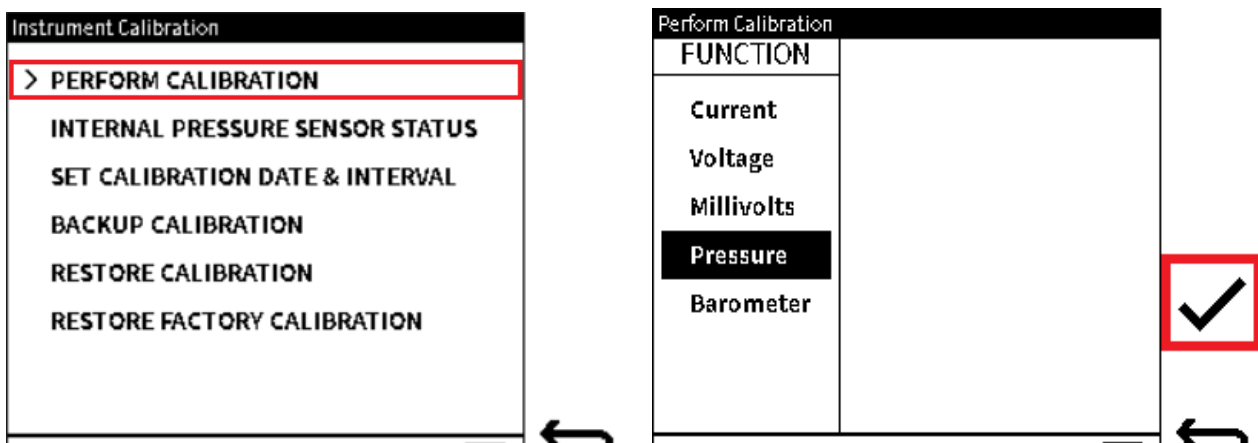 Instrument Calibration
> PERFORM CALIBRATION
INTERNAL PRESSURE SENSOR STATUS
SET CALIBRATION DATE & INTERVAL
BACKUP CALIBRATION
RESTORE CALIBRATION
RESTORE FACTORY CALIBRATION
Perform Calibration
FUNCTION
Current
Voltage
Millivolts
Pressure
Barometer